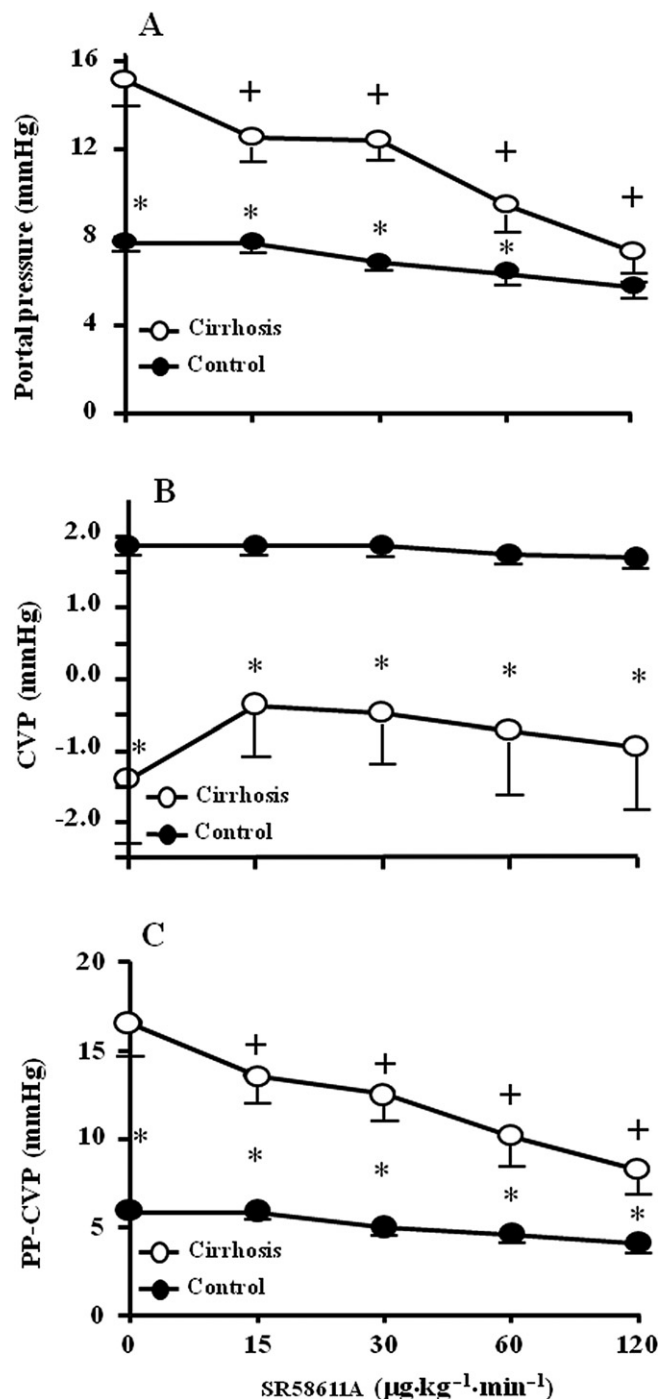 A
16
12
8
4
0
Portal pressure (mmHg)
+ + + +
* * * *
Cirrhosis
Control
B
2.0
1.0
0.0
-1.0
-2.0
CVP (mmHg)
* * * * *
Cirrhosis
Control
C
20
15
10
5
0
PP-CVP (mmHg)
+ + + +
* * * * *
Cirrhosis
Control
0 15 30 60 120
SR58611A (µg·kg⁻¹·min⁻¹)